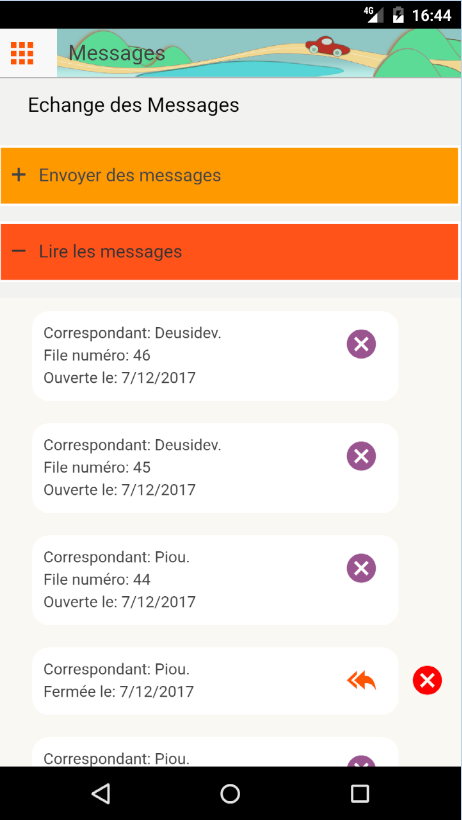 4G 16:44
Messages
Echange des Messages
+ Envoyer des messages
− Lire les messages
Correspondant: Deusidev.
File numéro: 46
Ouverte le: 7/12/2017
Correspondant: Deusidev.
File numéro: 45
Ouverte le: 7/12/2017
Correspondant: Piou.
File numéro: 44
Ouverte le: 7/12/2017
Correspondant: Piou.
Fermée le: 7/12/2017
Correspondant: Piou.